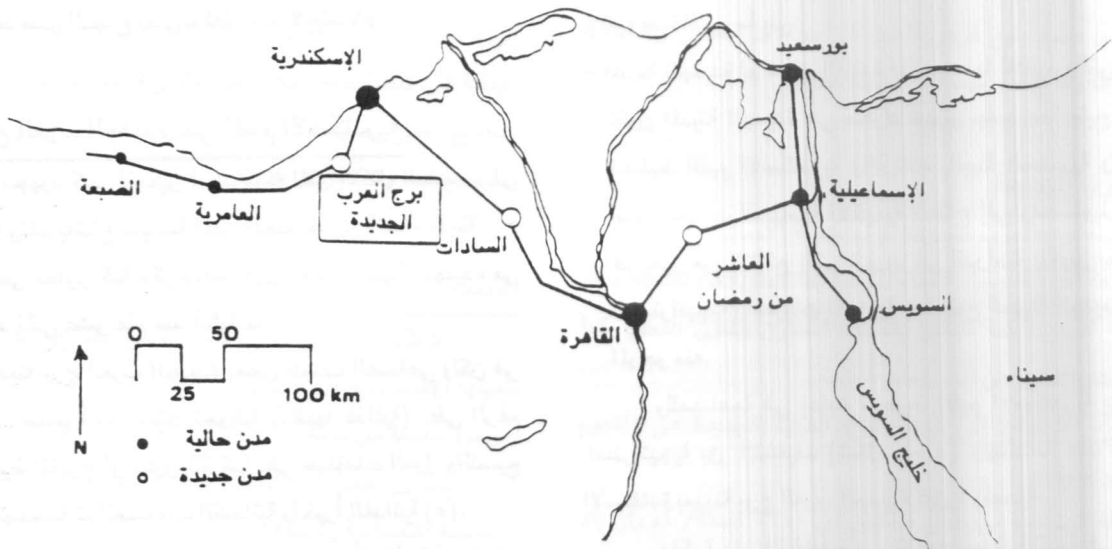 بورسعيد
الإسكندرية
الضبعة
العامرية
برج العرب
الجديدة
السادات
الإسماعيلية
العاشر
من رمضان
السويس
القاهرة
سيناء
خليج السويس
0 50
25 100 km
N
مدن حالية
مدن جديدة